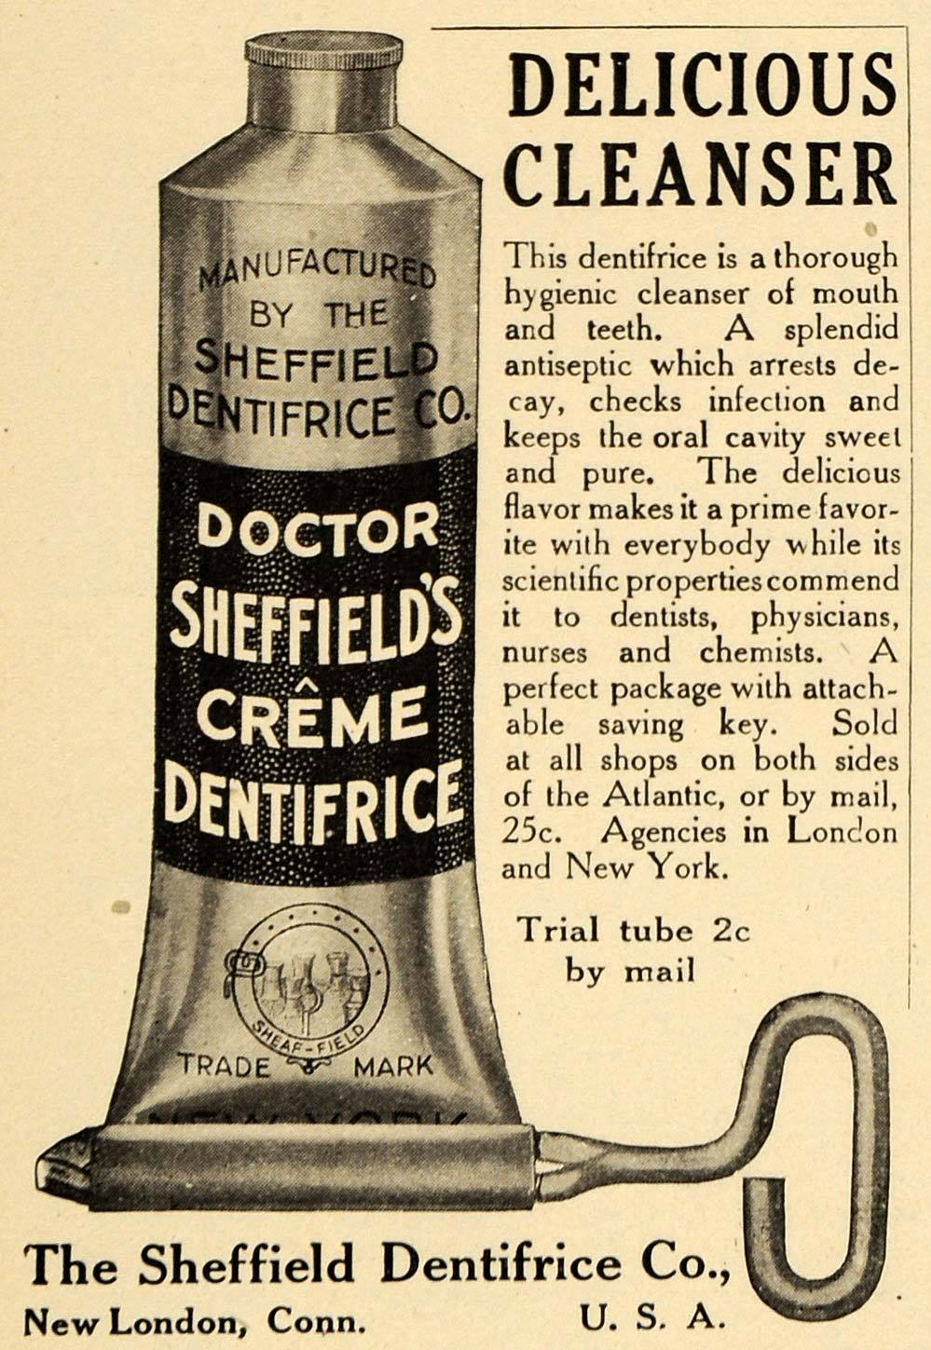 DELICIOUS
CLEANSER
This dentifrice is a thorough
hygienic cleanser of mouth
and teeth. A splendid
antiseptic which arrests de-
cay, checks infection and
keeps the oral cavity sweet
and pure. The delicious
flavor makes it a prime favor-
ite with everybody while its
scientific properties commend
it to dentists, physicians,
nurses and chemists. A
perfect package with attach-
able saving key. Sold
at all shops on both sides
of the Atlantic, or by mail,
25c. Agencies in London
and New York.
Trial tube 2c
by mail
MANUFACTURED
BY THE
SHEFFIELD
DENTIFRICE CO.
DOCTOR
SHEFFIELD'S
CRÊME
DENTIFRICE
SHEAF-FIELD
TRADE MARK
NEW YORK
The Sheffield Dentifrice Co.,
New London, Conn. U. S. A.